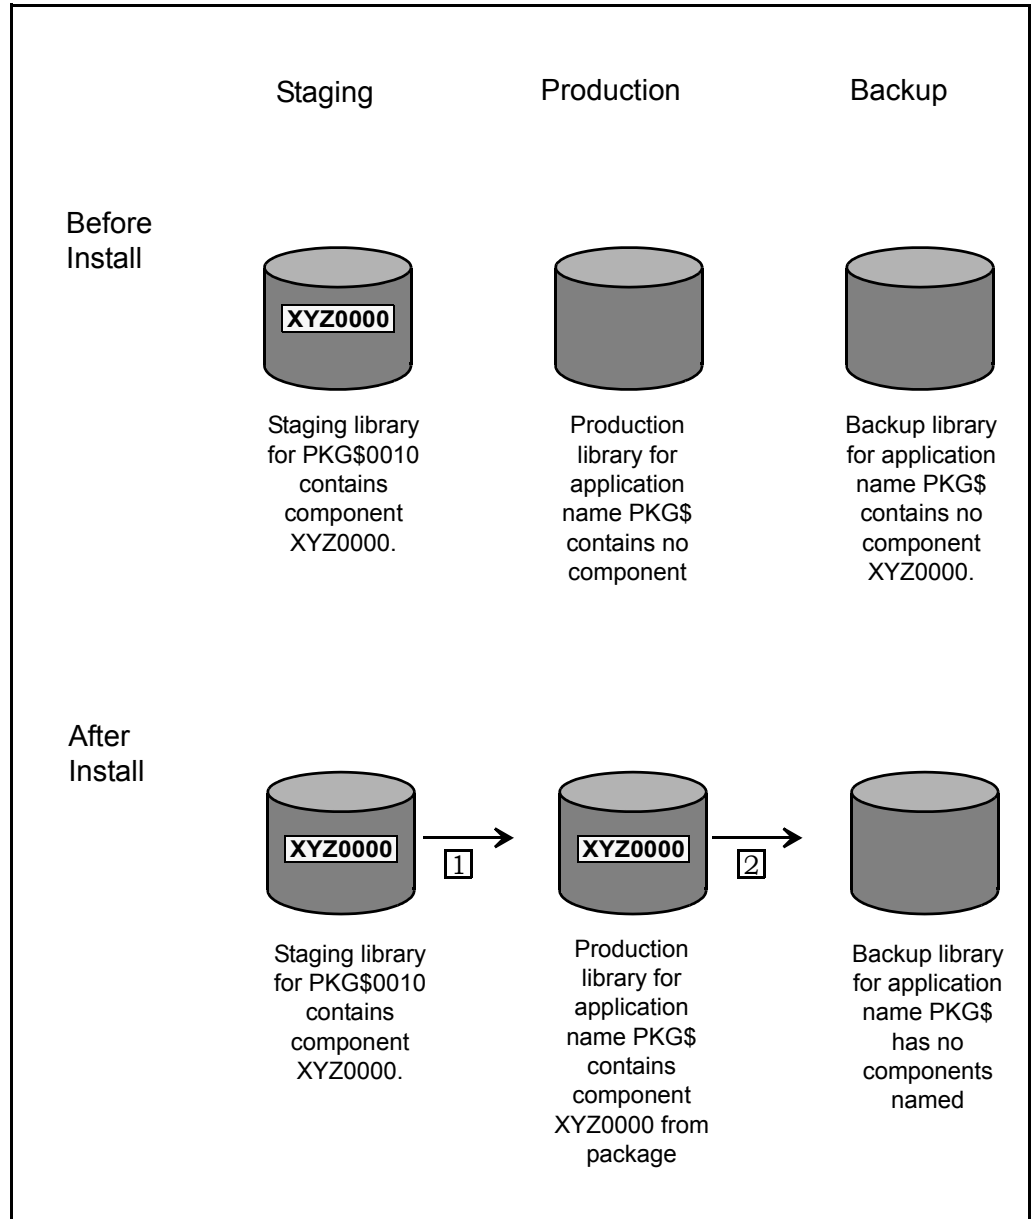 Staging
Production
Backup
Before
Install
XYZ0000
Staging library
for PKG$0010
contains
component
XYZ0000.
Production
library for
application
name PKG$
contains no
component
Backup library
for application
name PKG$
contains no
component
XYZ0000.
After
Install
XYZ0000
1
XYZ0000
2
Staging library
for PKG$0010
contains
component
XYZ0000.
Production
library for
application
name PKG$
contains
component
XYZ0000 from
package
Backup library
for application
name PKG$
has no
components
named